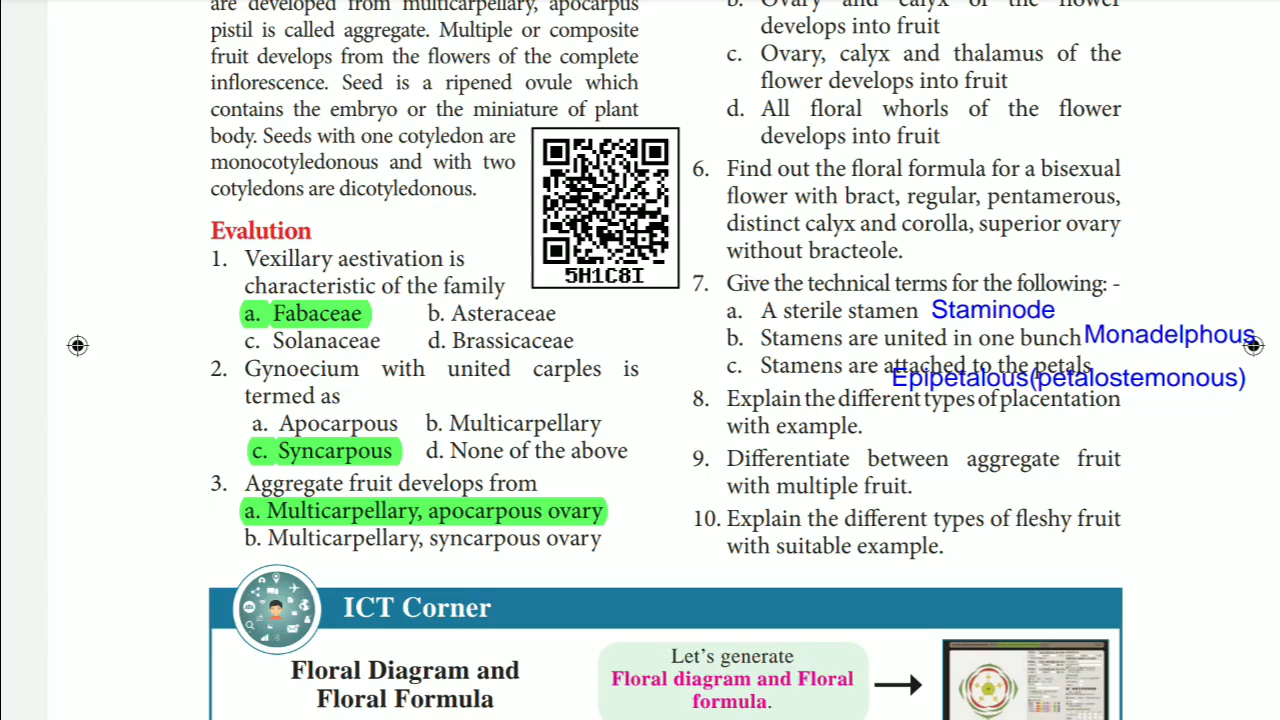 are developed from multicarpellary, apocarpus
pistil is called aggregate. Multiple or composite
fruit develops from the flowers of the complete
inflorescence. Seed is a ripened ovule which
contains the embryo or the miniature of plant
body. Seeds with one cotyledon are
monocotyledonous and with two
cotyledons are dicotyledonous.
5H1C8I
Evalution
1. Vexillary aestivation is
characteristic of the family
a. Fabaceae b. Asteraceae
c. Solanaceae d. Brassicaceae
2. Gynoecium with united carples is
termed as
a. Apocarpous b. Multicarpellary
c. Syncarpous d. None of the above
3. Aggregate fruit develops from
a. Multicarpellary, apocarpous ovary
b. Multicarpellary, syncarpous ovary
b. Ovary and calyx of the flower
develops into fruit
c. Ovary, calyx and thalamus of the
flower develops into fruit
d. All floral whorls of the flower
develops into fruit
6. Find out the floral formula for a bisexual
flower with bract, regular, pentamerous,
distinct calyx and corolla, superior ovary
without bracteole.
7. Give the technical terms for the following: -
a. A sterile stamen Staminode
b. Stamens are united in one bunch Monadelphous
c. Stamens are attached to the petals
Epipetalous(petalostemonous)
8. Explain the different types of placentation
with example.
9. Differentiate between aggregate fruit
with multiple fruit.
10. Explain the different types of fleshy fruit
with suitable example.
ICT Corner
Floral Diagram and
Floral Formula
Let's generate
Floral diagram and Floral
formula.